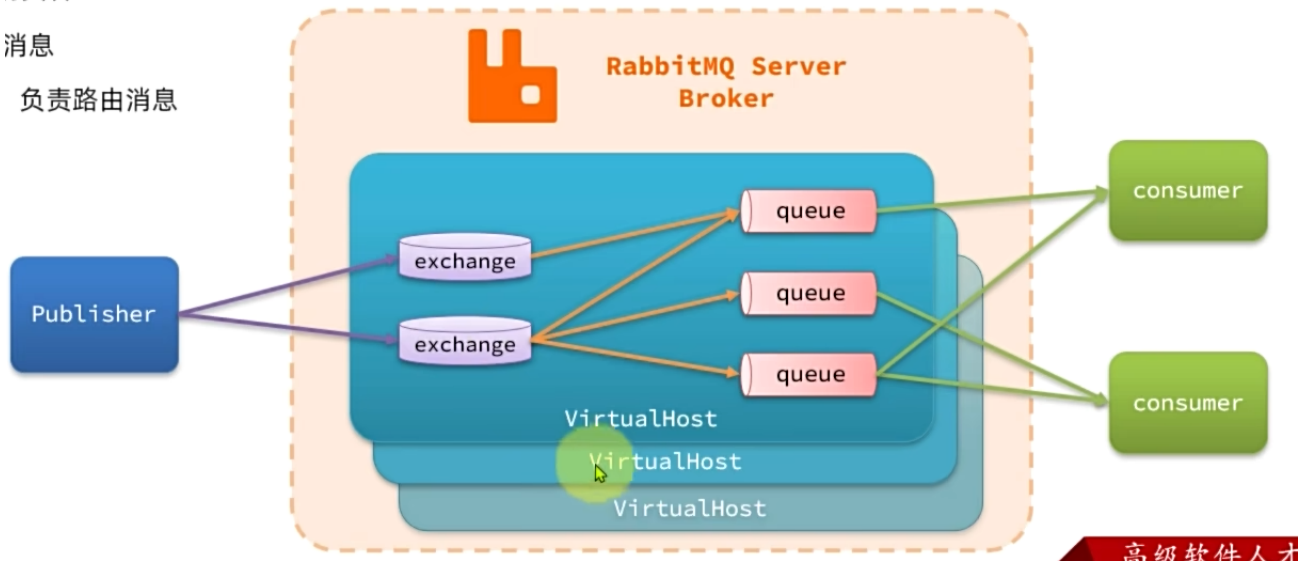 消息
负责路由消息
RabbitMQ Server
Broker
Publisher
exchange
exchange
queue
queue
queue
VirtualHost
VirtualHost
VirtualHost
consumer
consumer
高级软件人才